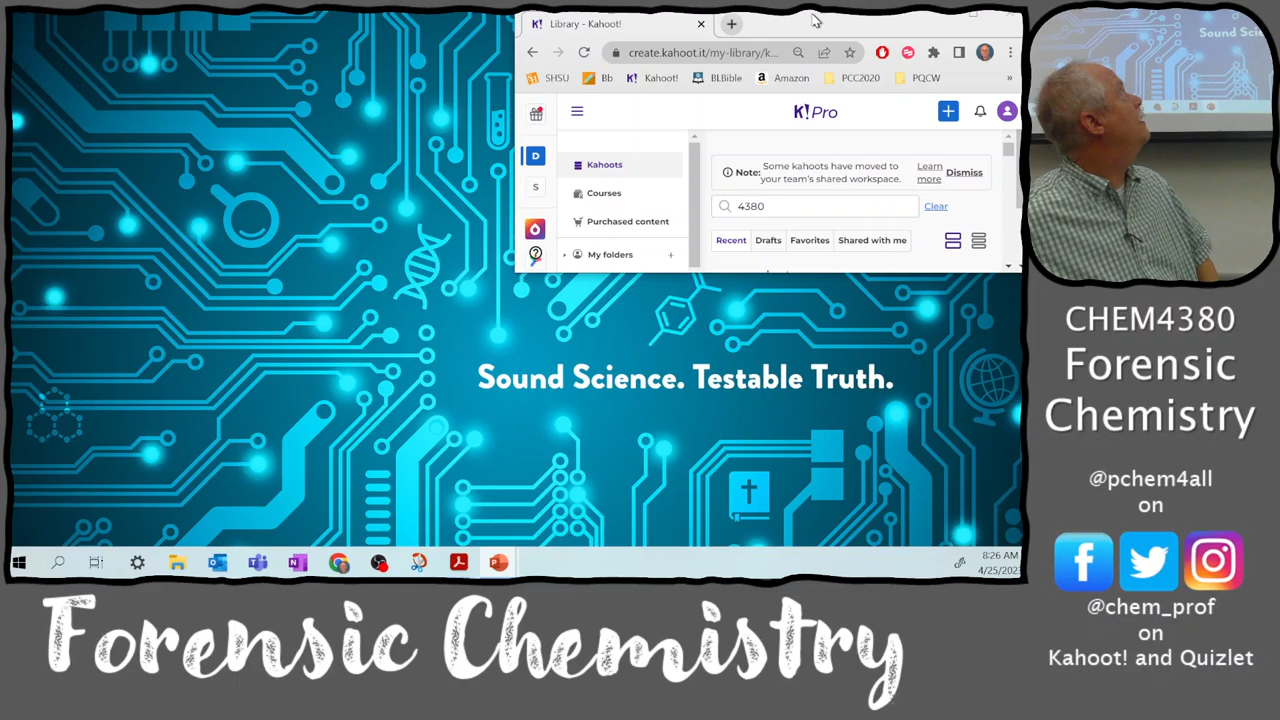 Library - Kahoot!
create.kahoot.it/my-library/k...
SHSU Bb Kahoot! BLBible Amazon PCC2020 PQCW »
K! Pro
D
S
Kahoots
Courses
Purchased content
My folders
Note: Some kahoots have moved to your team's shared workspace.
Learn more
Dismiss
4380
Clear
Recent Drafts Favorites Shared with me
Sound Science. Testable Truth.
8:26 AM
4/25/2023
Sound Scie
CHEM4380
Forensic
Chemistry
@pchem4all
on
@chem_prof
on
Kahoot! and Quizlet
Forensic Chemistry